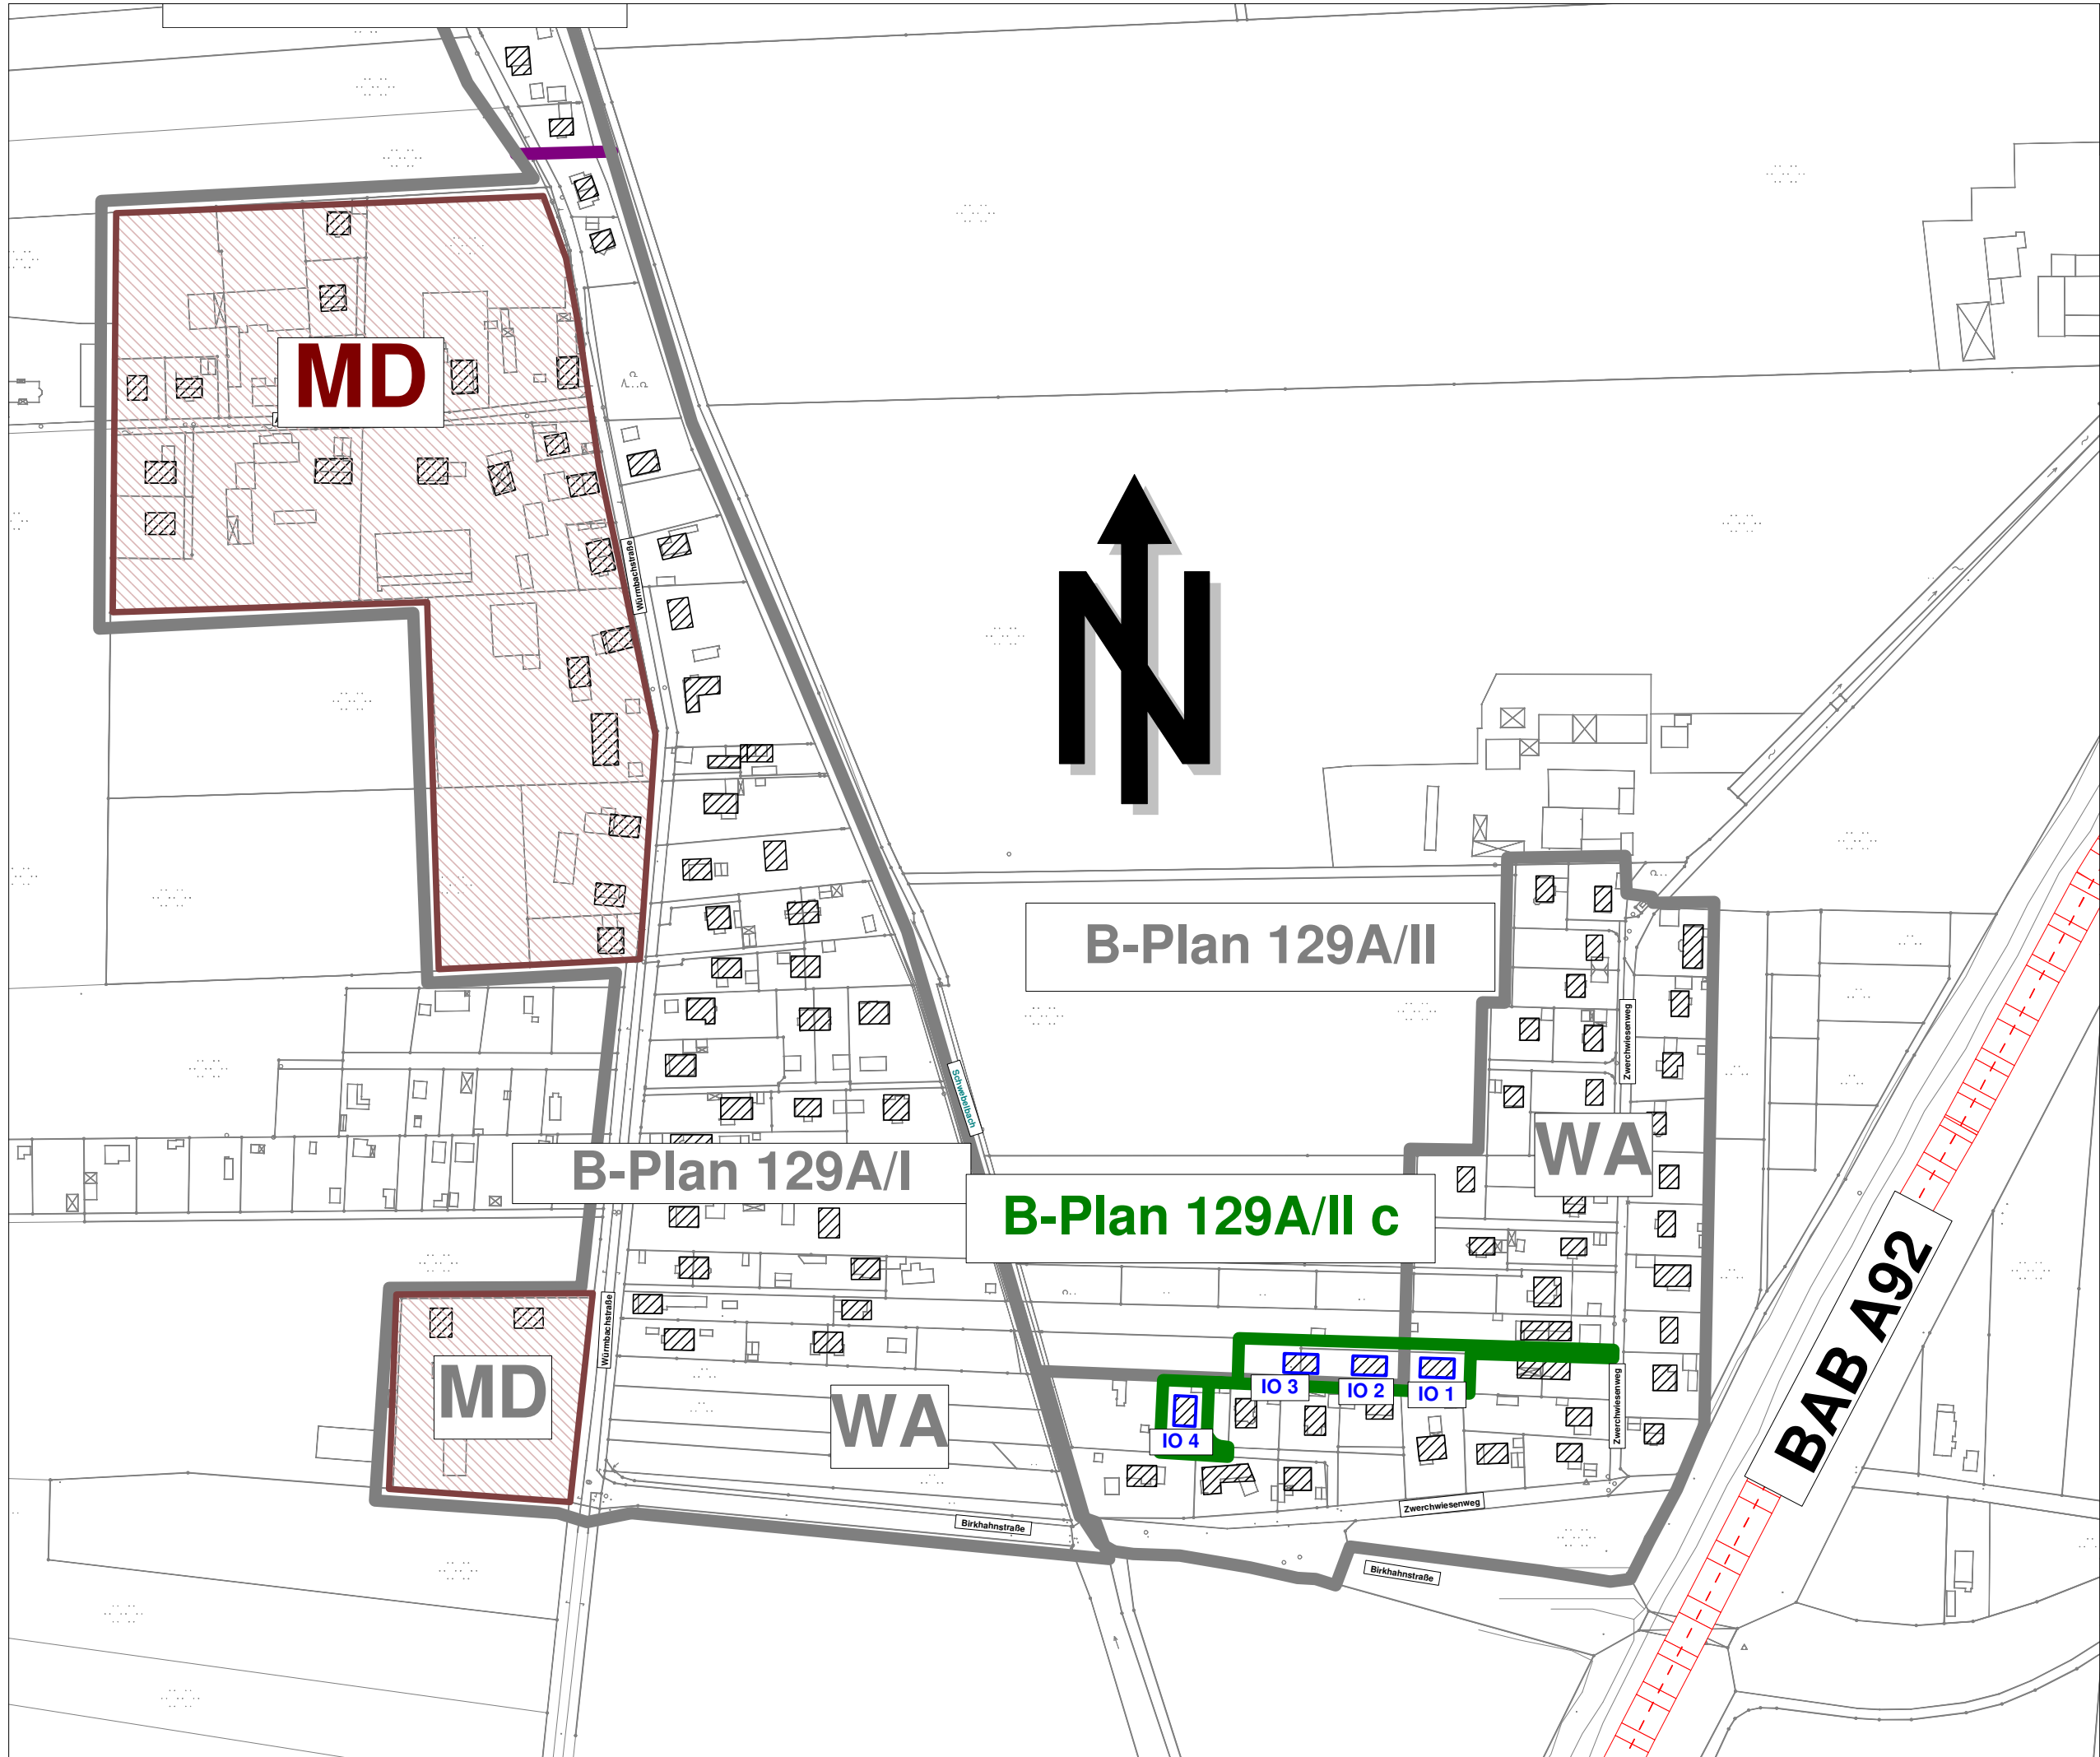 MD
Würmbachstraße
N
B-Plan 129A/II
Zwerchwiesenweg
Schwebelbach
WA
B-Plan 129A/I
B-Plan 129A/II c
BAB A92
Würmbachstraße
MD
WA
IO 3
IO 2
IO 1
IO 4
Zwerchwiesenweg
Zwerchwiesenweg
Birkhahnstraße
Birkhahnstraße